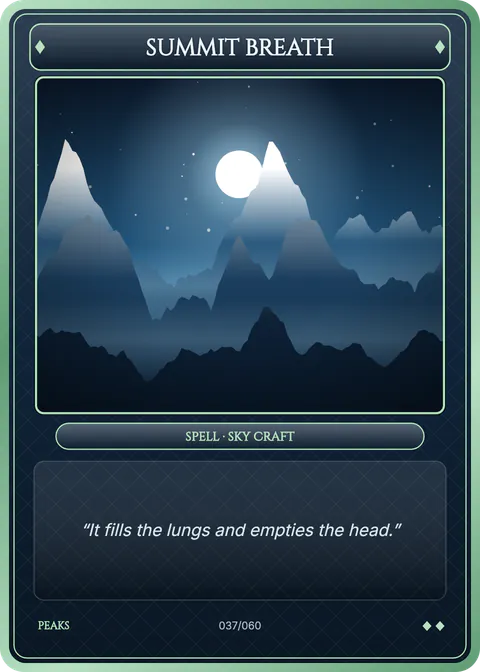 SUMMIT BREATH
SPELL · SKY CRAFT
“It fills the lungs and empties the head.”
PEAKS
037/060